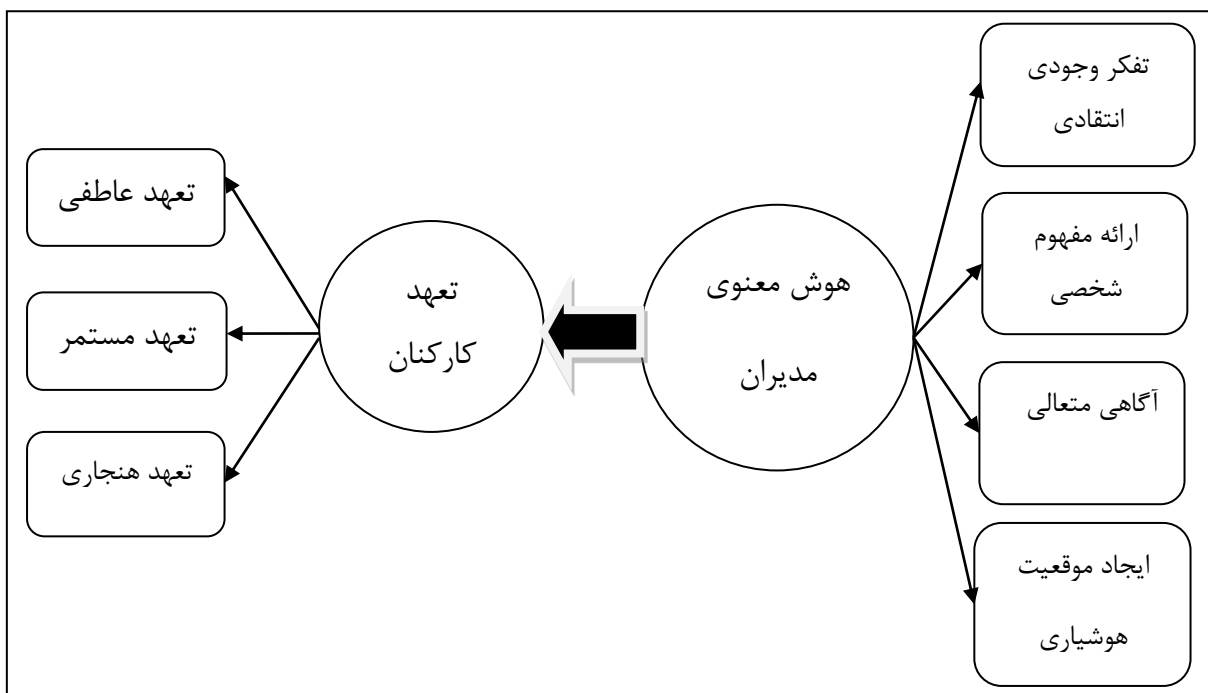 تفکر وجودی
انتقادی
ارائه مفهوم
شخصی
آگاهی متعالی
ایجاد موقعیت
هوشیاری
هوش معنوی
مدیران
تعهد
کارکنان
تعهد عاطفی
تعهد مستمر
تعهد هنجاری